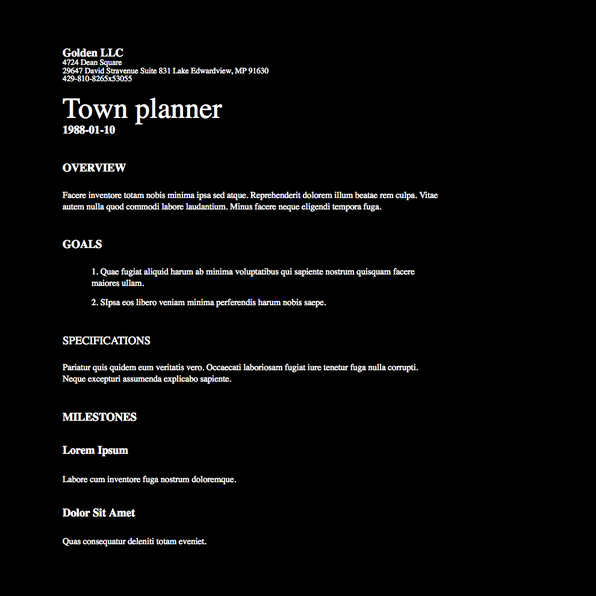 Golden LLC
4724 Dean Square
29647 David Stravenue Suite 831 Lake Edwardview, MP 91630
429-810-8265x53055
Town planner
1988-01-10
OVERVIEW
Facere inventore totam nobis minima ipsa sed atque. Reprehenderit dolorem illum beatae rem culpa. Vitae
autem nulla quod commodi labore laudantium. Minus facere neque eligendi tempora fuga.
GOALS
1. Quae fugiat aliquid harum ab minima voluptatibus qui sapiente nostrum quisquam facere
maiores ullam.
2. SIpsa eos libero veniam minima perferendis harum nobis saepe.
SPECIFICATIONS
Pariatur quis quidem eum veritatis vero. Occaecati laboriosam fugiat iure tenetur fuga nulla corrupti.
Neque excepturi assumenda explicabo sapiente.
MILESTONES
Lorem Ipsum
Labore cum inventore fuga nostrum doloremque.
Dolor Sit Amet
Quas consequatur deleniti totam eveniet.